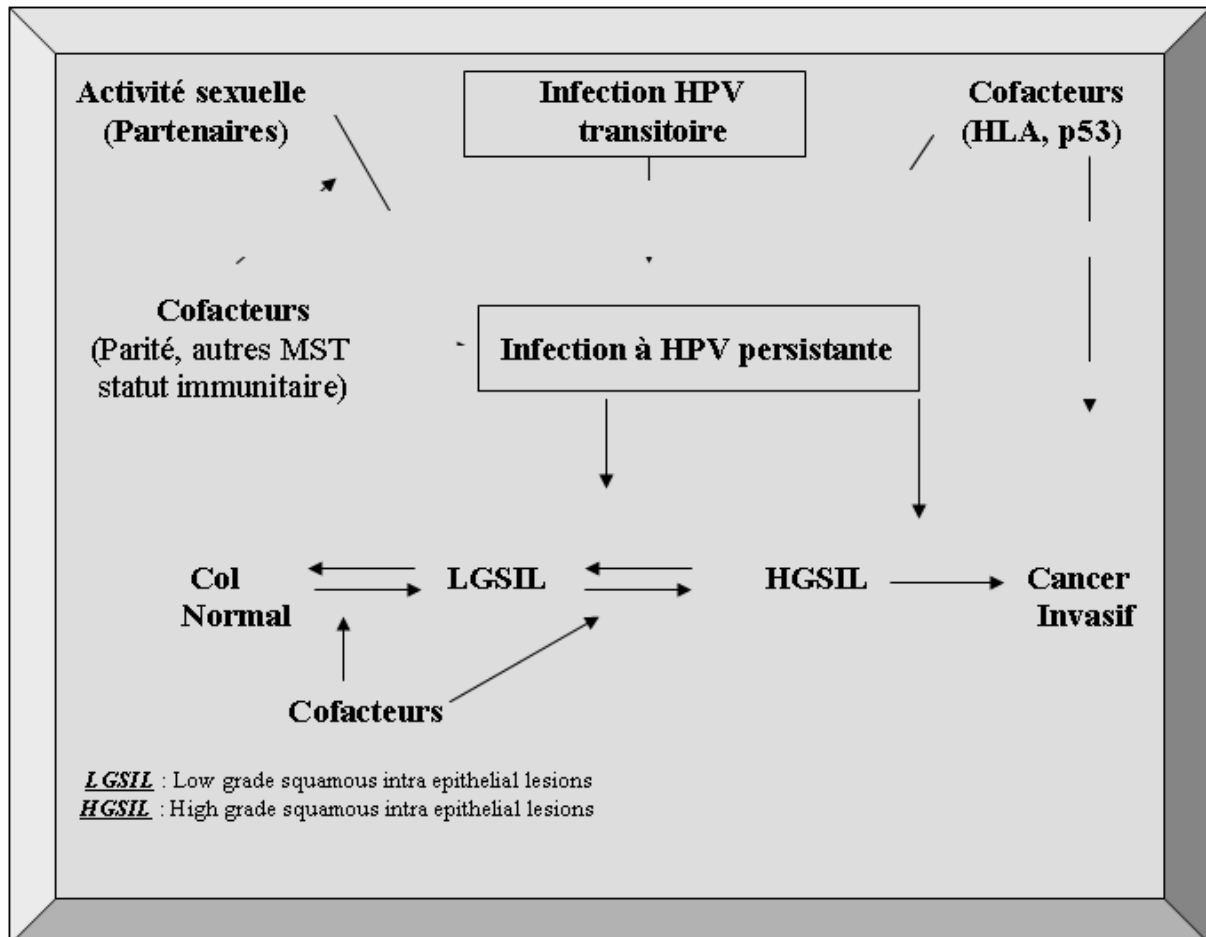 Activité sexuelle
(Partenaires)
Infection HPV
transitoire
Cofacteurs
(HLA, p53)
Cofacteurs
(Parité, autres MST
statut immunitaire)
Infection à HPV persistante
Col
Normal
LGSIL
HGSIL
Cancer
Invasif
Cofacteurs
LGSIL : Low grade squamous intra epithelial lesions
HGSIL : High grade squamous intra epithelial lesions